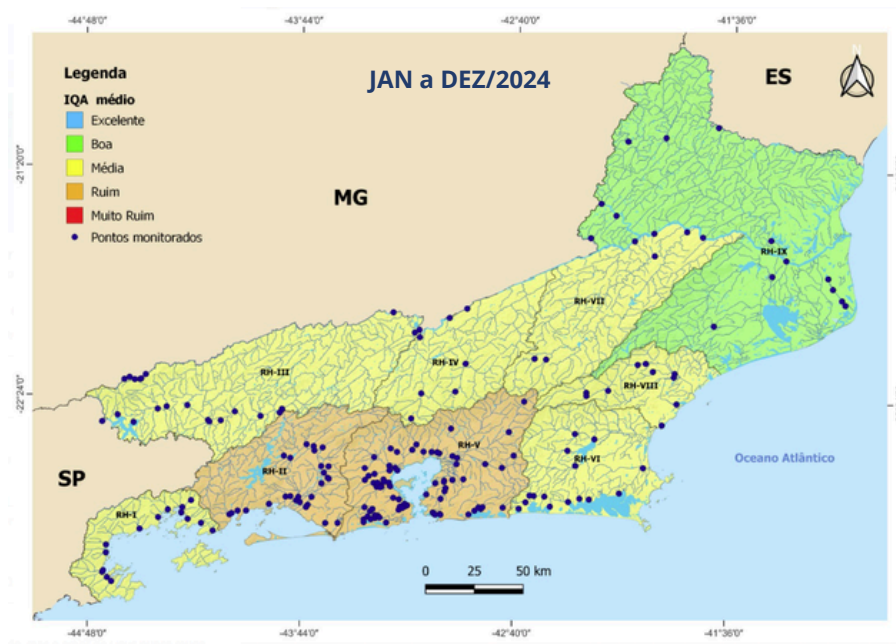 -44°48'0"
-43°44'0"
-42°40'0"
-41°36'0"
Legenda
JAN a DEZ/2024
ES
N
IQA médio
Excelente
Boa
-21°20'0"
Média
Ruim
MG
Muito Ruim
Pontos monitorados
RH-IX
RH-VII
RH-IV
RH-III
RH-VIII
-22°24'0"
-22°24'0"
RH-V
RH-II
RH-VI
Oceano Atlântico
SP
RH-I
0 25 50 km
-44°48'0"
-43°44'0"
-42°40'0"
-41°36'0"